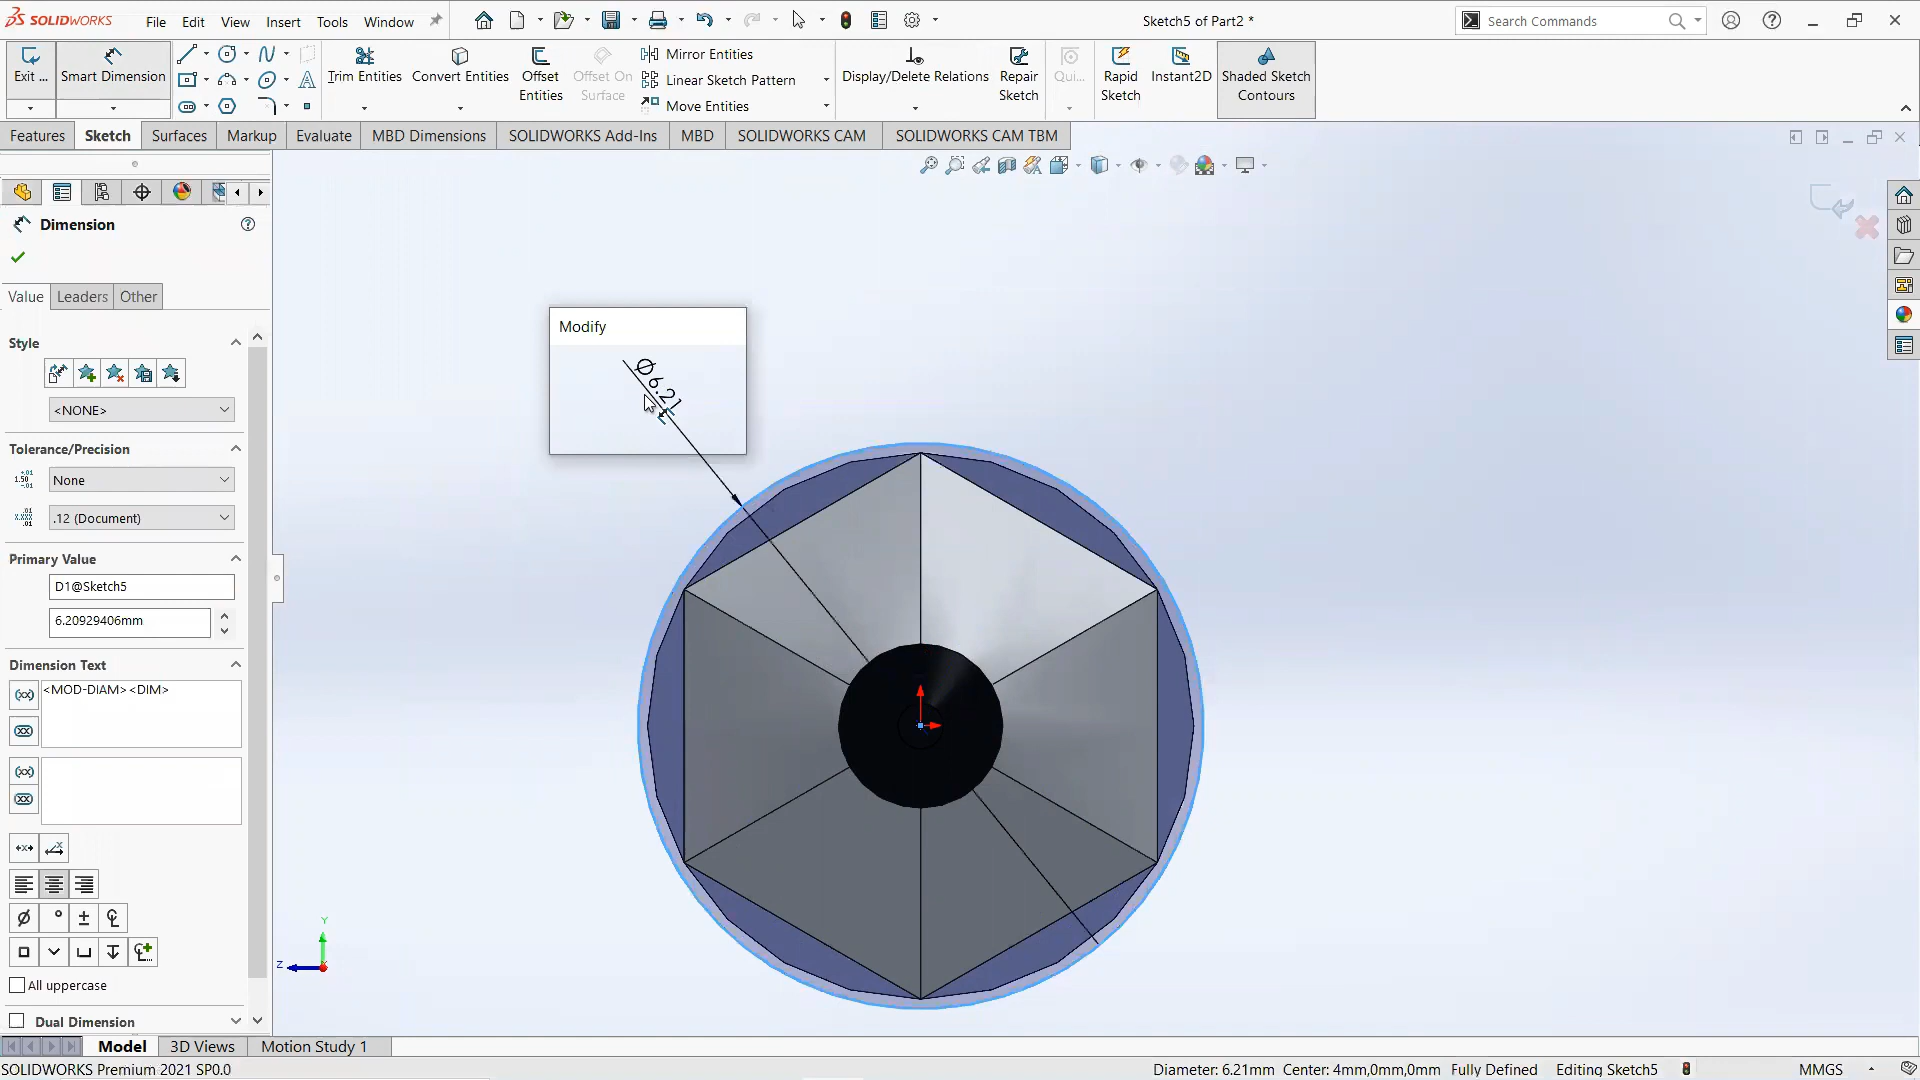 SOLIDWORKS
File
Edit
View
Insert
Tools
Window
Sketch5 of Part2 *
Search Commands
Exit ...
Smart Dimension
Trim Entities
Convert Entities
Offset
Entities
Offset On
Surface
Mirror Entities
Linear Sketch Pattern
Move Entities
Display/Delete Relations
Repair
Sketch
Qui...
Rapid
Sketch
Instant2D
Shaded Sketch
Contours
Features
Sketch
Surfaces
Markup
Evaluate
MBD Dimensions
SOLIDWORKS Add-Ins
MBD
SOLIDWORKS CAM
SOLIDWORKS CAM TBM
Dimension
Value
Leaders
Other
Style
<NONE>
Tolerance/Precision
None
.12 (Document)
Primary Value
D1@Sketch5
6.20929406mm
Dimension Text
<MOD-DIAM><DIM>
All uppercase
Dual Dimension
Modify
Ø6.21
Y
Z
Model
3D Views
Motion Study 1
SOLIDWORKS Premium 2021 SP0.0
Diameter: 6.21mm Center: 4mm,0mm,0mm
Fully Defined
Editing Sketch5
MMGS